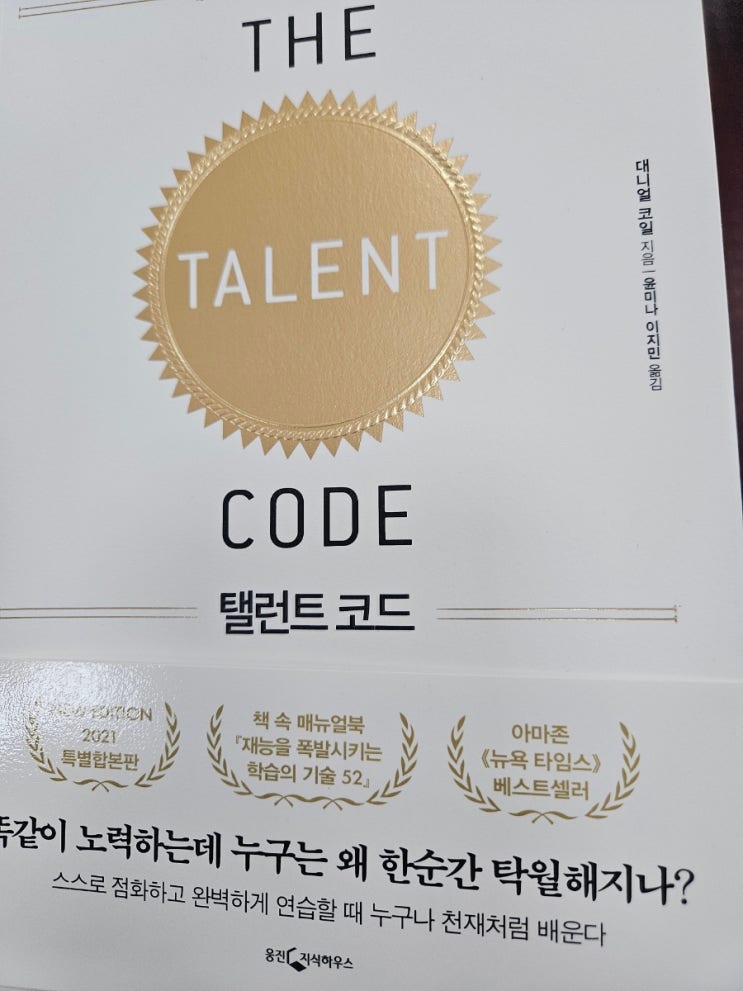 THE
TALENT
CODE
탤런트 코드
대니얼 코일 지음 | 윤미나 이지민 옮김
NEW EDITION
2021
특별합본판
책 속 매뉴얼북
『재능을 폭발시키는
학습의 기술 52』
아마존
《뉴욕 타임스》
베스트셀러
똑같이 노력하는데 누구는 왜 한순간 탁월해지나?
스스로 점화하고 완벽하게 연습할 때 누구나 천재처럼 배운다
웅진 지식하우스